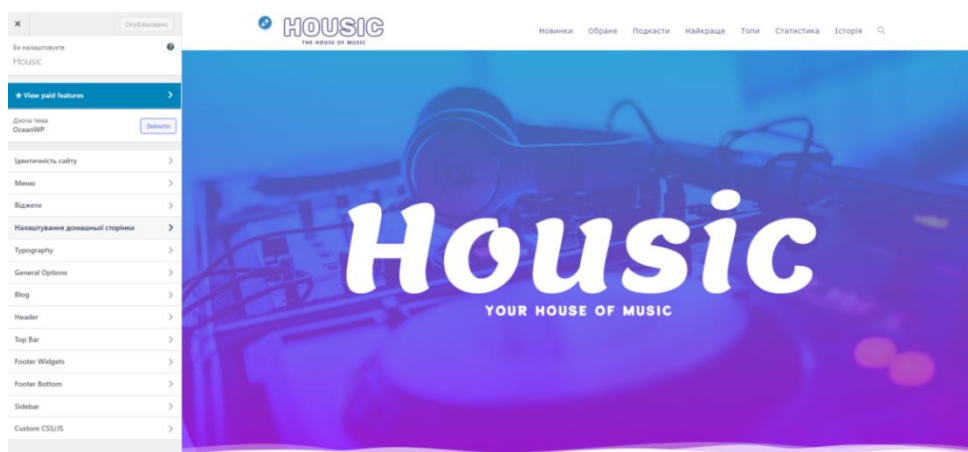 Опубліковано
Ви налаштовуєте
Housic
★ View paid features
Діюча тема
OceanWP
Змінити
Ідентичність сайту
Меню
Віджети
Налаштування домашньої сторінки
Typography
General Options
Blog
Header
Top Bar
Footer Widgets
Footer Bottom
Sidebar
Custom CSS/JS
HOUSIC
THE HOUSE OF MUSIC
Новинки Обране Подкасти Найкраще Топи Статистика Історія
Housic
YOUR HOUSE OF MUSIC